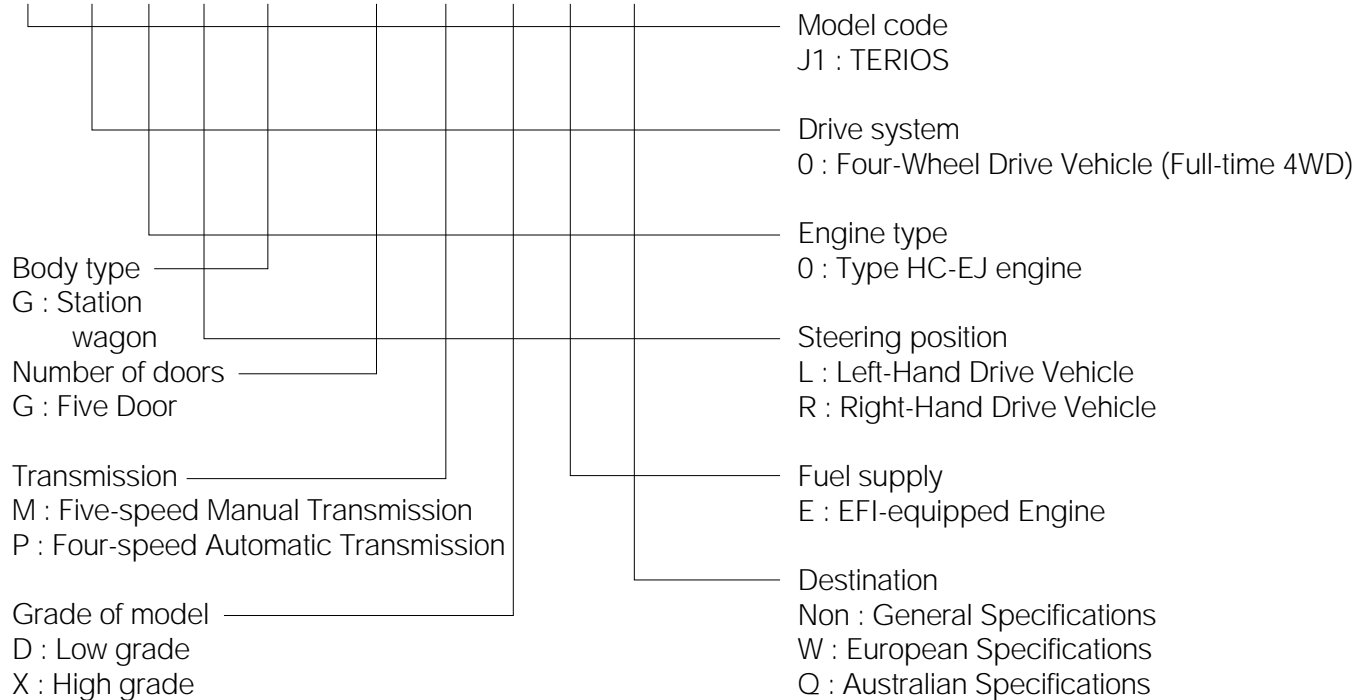 Model code
J1 : TERIOS
Drive system
0 : Four-Wheel Drive Vehicle (Full-time 4WD)
Engine type
0 : Type HC-EJ engine
Body type
G : Station
wagon
Steering position
L : Left-Hand Drive Vehicle
R : Right-Hand Drive Vehicle
Number of doors
G : Five Door
Transmission
M : Five-speed Manual Transmission
P : Four-speed Automatic Transmission
Fuel supply
E : EFI-equipped Engine
Grade of model
D : Low grade
X : High grade
Destination
Non : General Specifications
W : European Specifications
Q : Australian Specifications